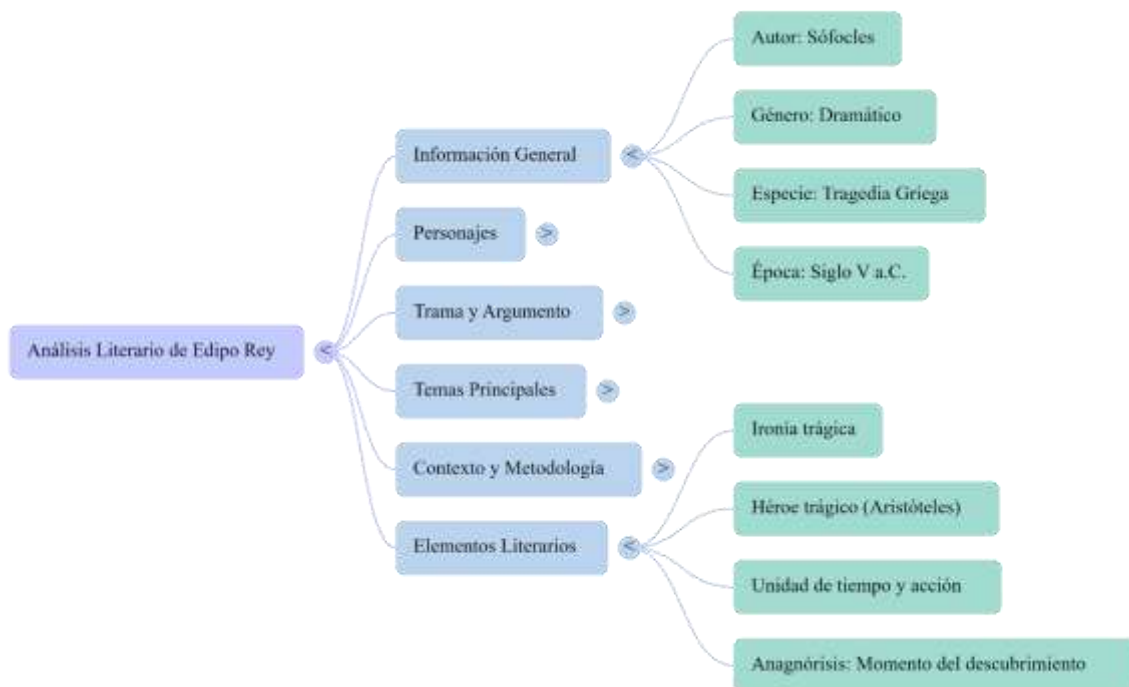 Análisis Literario de Edipo Rey
<
Información General
<
Autor: Sófocles
Género: Dramático
Especie: Tragedia Griega
Época: Siglo V a.C.
Personajes
>
Trama y Argumento
>
Temas Principales
>
Contexto y Metodología
>
Elementos Literarios
<
Ironía trágica
Héroe trágico (Aristóteles)
Unidad de tiempo y acción
Anagnórisis: Momento del descubrimiento